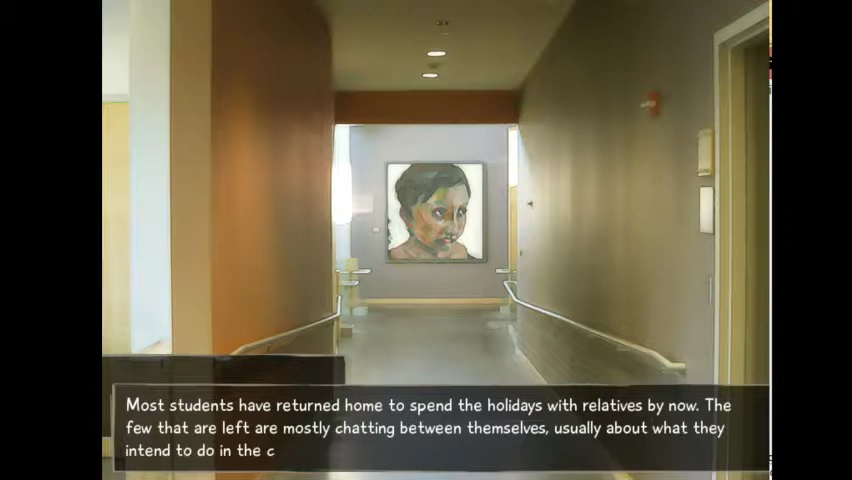 Most students have returned home to spend the holidays with relatives by now. The
few that are left are mostly chatting between themselves, usually about what they
intend to do in the c